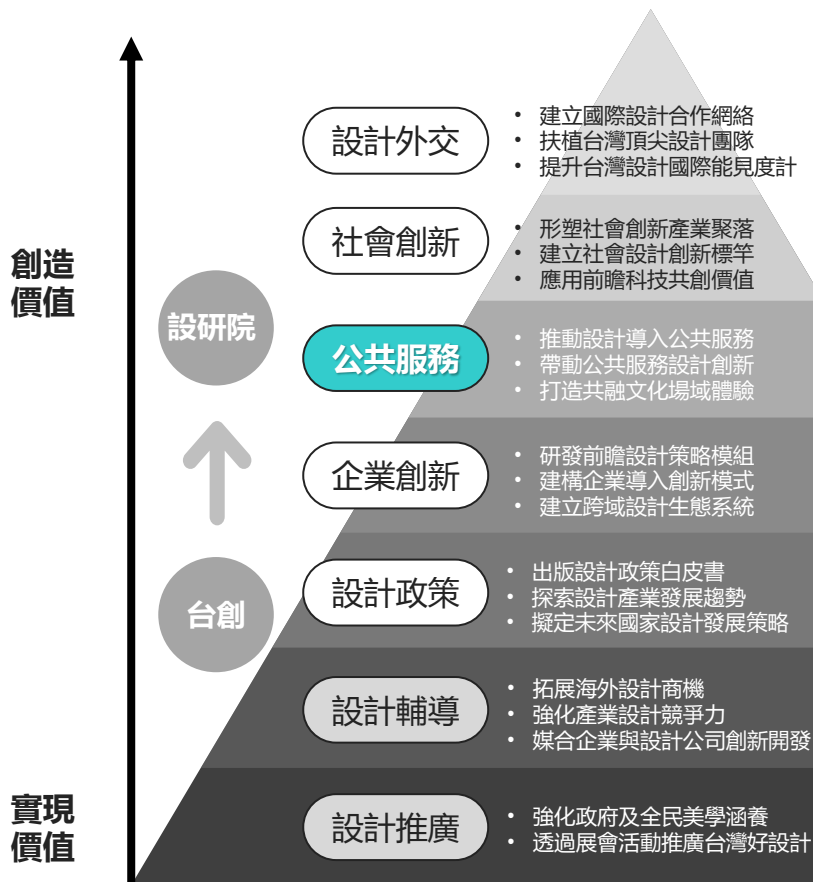 設計外交
• 建立國際設計合作網絡
• 扶植台灣頂尖設計團隊
• 提升台灣設計國際能見度計
社會創新
• 形塑社會創新產業聚落
• 建立社會設計創新標竿
• 應用前瞻科技共創價值
創造
價值
設研院
公共服務
• 推動設計導入公共服務
• 帶動公共服務設計創新
• 打造共融文化場域體驗
企業創新
• 研發前瞻設計策略模組
• 建構企業導入創新模式
• 建立跨域設計生態系統
台創
設計政策
• 出版設計政策白皮書
• 探索設計產業發展趨勢
• 擬定未來國家設計發展策略
設計輔導
• 拓展海外設計商機
• 強化產業設計競爭力
• 媒合企業與設計公司創新開發
實現
價值
設計推廣
• 強化政府及全民美學涵養
• 透過展會活動推廣台灣好設計